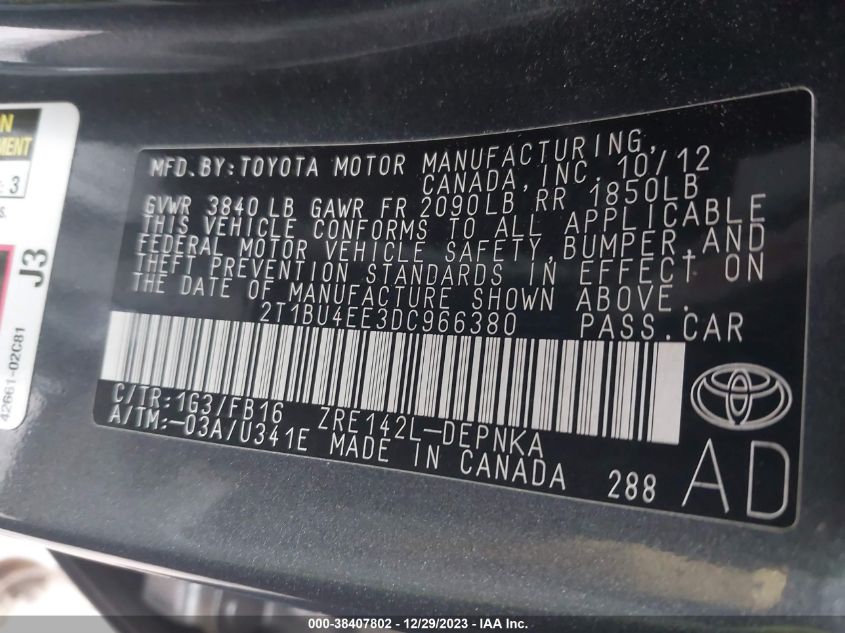 N
MENT
: 3
S.
J3
42661-02C81
MFD.BY:TOYOTA MOTOR MANUFACTURING,
CANADA, INC. 10/12
GVWR 3840 LB GAWR FR 2090LB RR 1850LB
THIS VEHICLE CONFORMS TO ALL APPLICABLE
FEDERAL MOTOR VEHICLE SAFETY,BUMPER,AND
THEFT PREVENTION STANDARDS IN EFFECT ON
THE DATE OF MANUFACTURE SHOWN ABOVE.
2T1BU4EE3DC966380 PASS.CAR
C/TR:1G3/FB16 ZRE142L-DEPNKA
A/TM:-03A/U341E MADE IN CANADA 288
AD
000-38407802 - 12/29/2023 - IAA Inc.